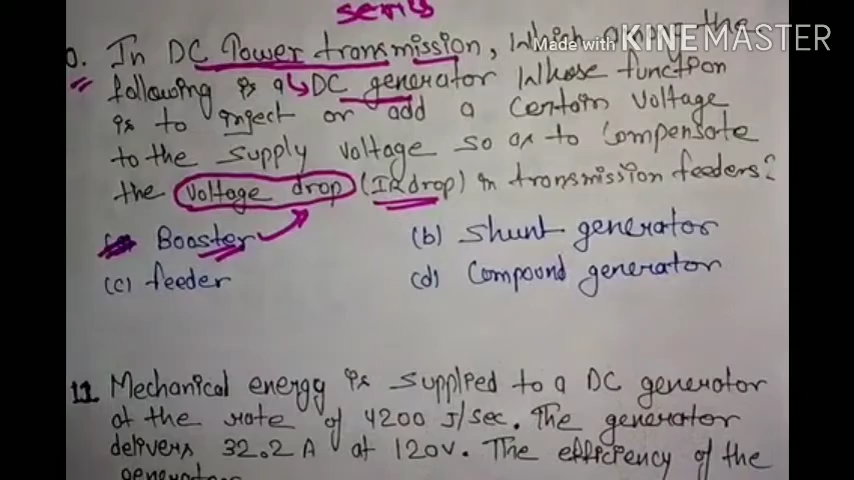 series
Made with KINEMASTER
0. In DC Power transmission, Which among the
following is a DC generator Whose function
is to inject or add a certain voltage
to the supply voltage so as to compensate
the voltage drop (IR drop) in transmission feeders?
Booster (b) shunt generator
(c) feeder (d) Compound generator
11. Mechanical energy is supplied to a DC generator
at the rate of 4200 J/sec. The generator
delivers 32.2 A at 120V. The efficiency of the
generator